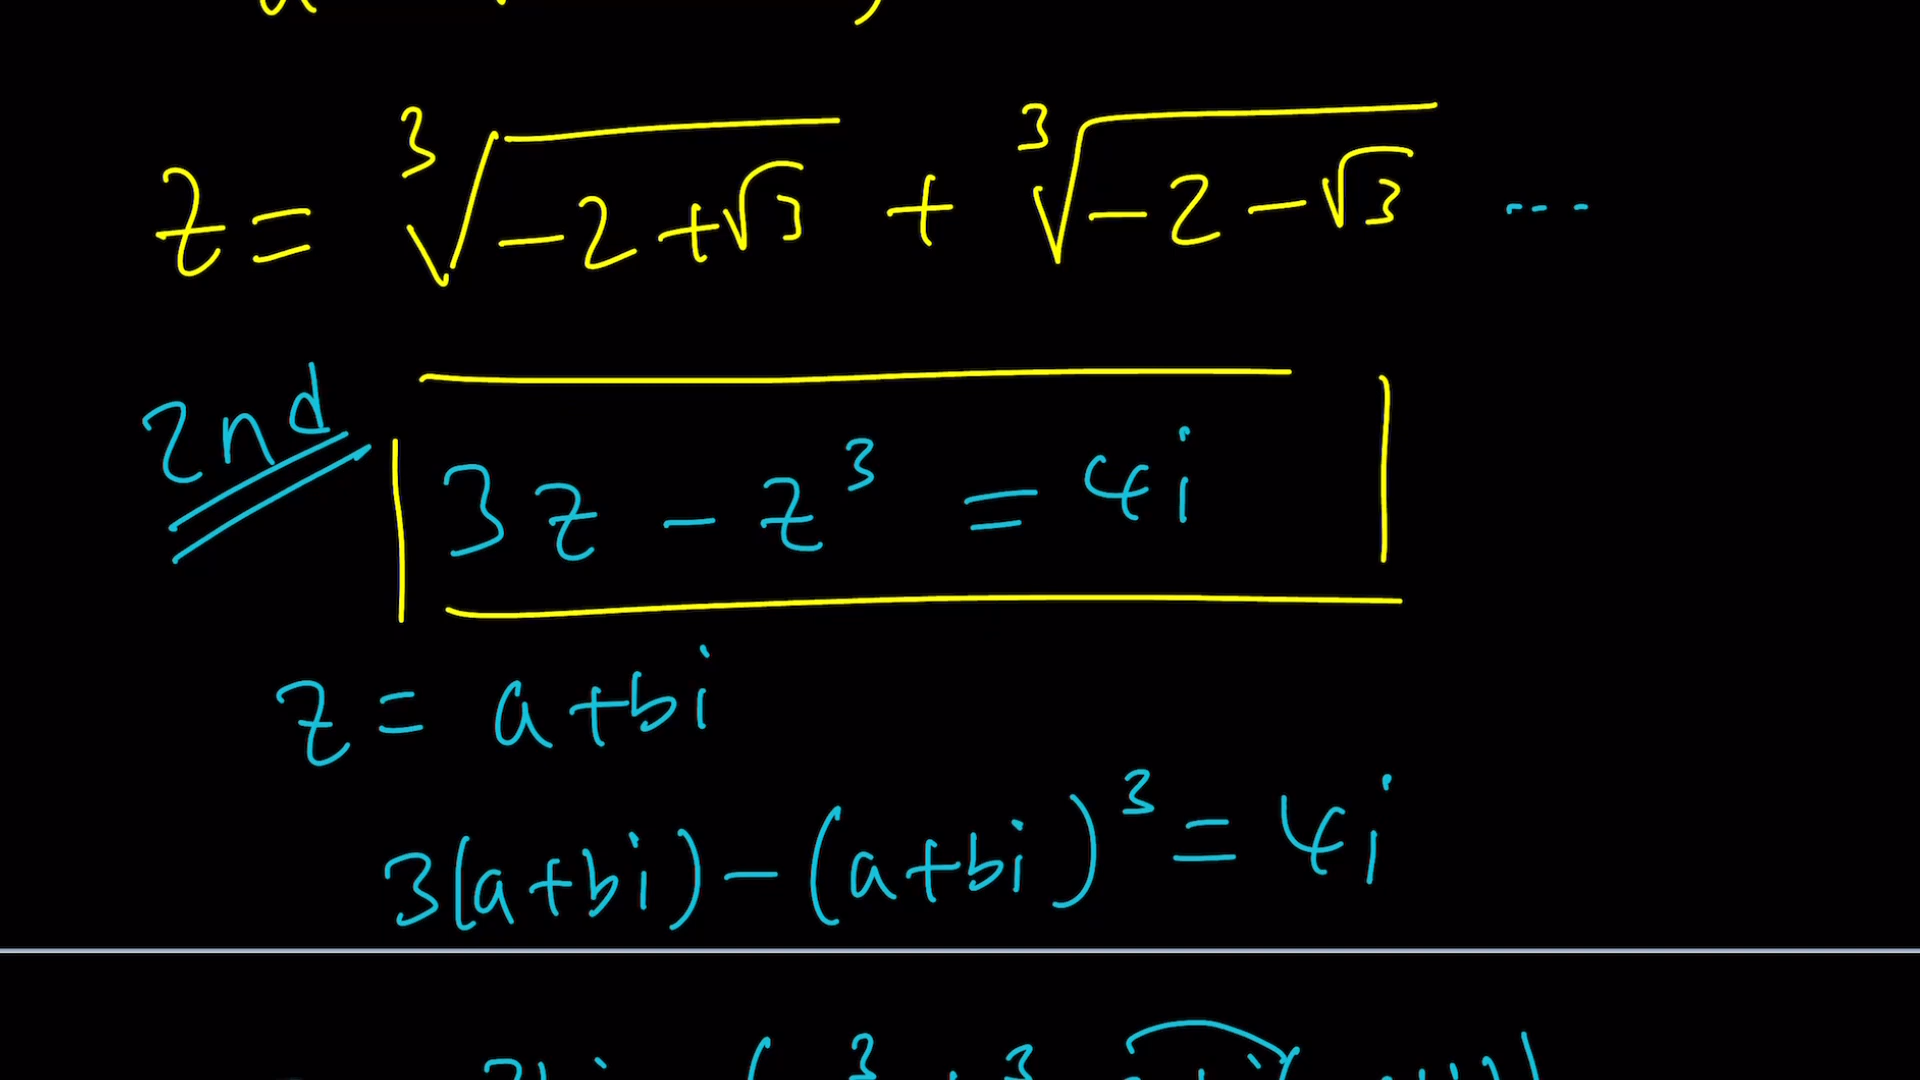 z = ∛(-2+√3) + ∛(-2-√3) ---
2nd
3z - z³ = 4i
z = a+bi
3(a+bi) - (a+bi)³ = 4i